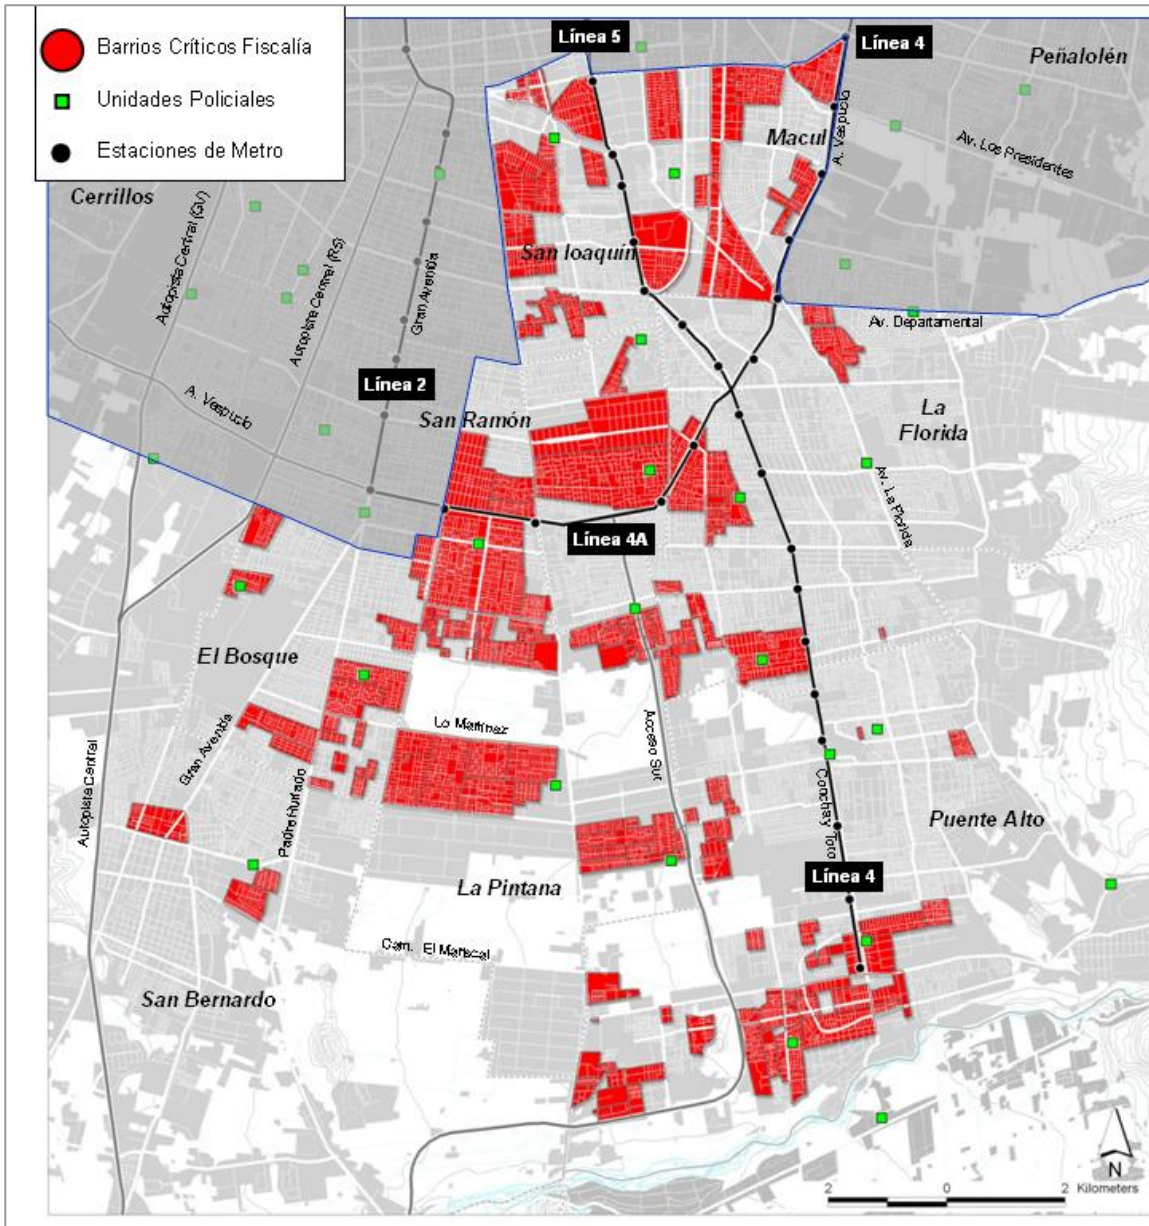 Barrios Críticos Fiscalía
Unidades Policiales
Estaciones de Metro
Línea 5
Línea 4
Peñalolén
Macul
A. Vespucio
Av. Los Presidentes
Cerrillos
Autopista Central (GV)
Autopista Central (RS)
Gran Avenida
San Joaquín
Av. Departamental
Línea 2
A. Vespucio
San Ramón
La
Florida
Av. La Florida
Línea 4A
El Bosque
Lo Martínez
Gran Avenida
Acceso Sur
Autopista Central
Padre Hurtado
Concha y Toro
Puente Alto
Línea 4
La Pintana
Cam. El Mariscal
San Bernardo
N
2 0 2 Kilometers